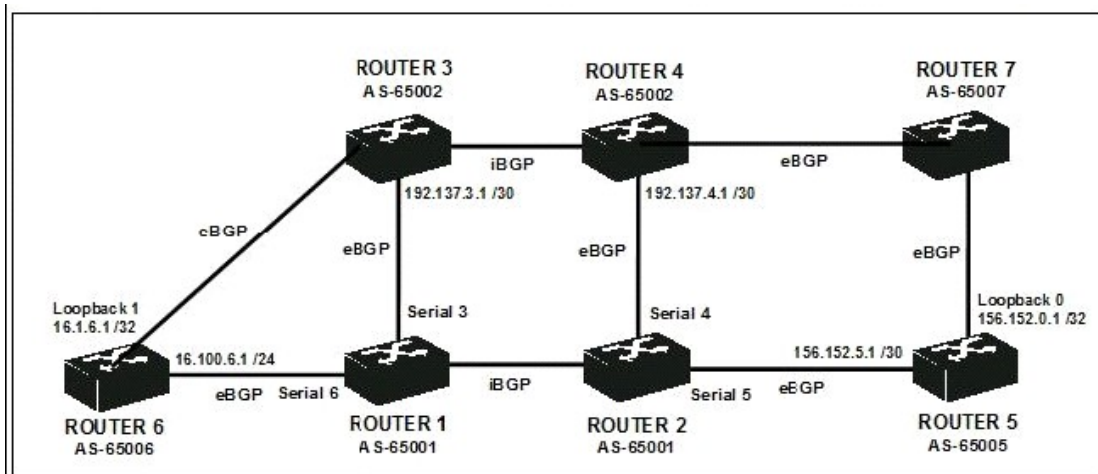 ROUTER 3
AS-65002
ROUTER 4
AS-65002
ROUTER 7
AS-65007
iBGP
eBGP
192.137.3.1 /30
192.137.4.1 /30
eBGP
eBGP
eBGP
eBGP
Loopback 1
16.1.6.1 /32
Serial 3
Serial 4
Loopback 0
156.152.0.1 /32
16.100.6.1 /24
156.152.5.1 /30
eBGP
Serial 6
iBGP
Serial 5
eBGP
ROUTER 6
AS-65006
ROUTER 1
AS-65001
ROUTER 2
AS-65001
ROUTER 5
AS-65005